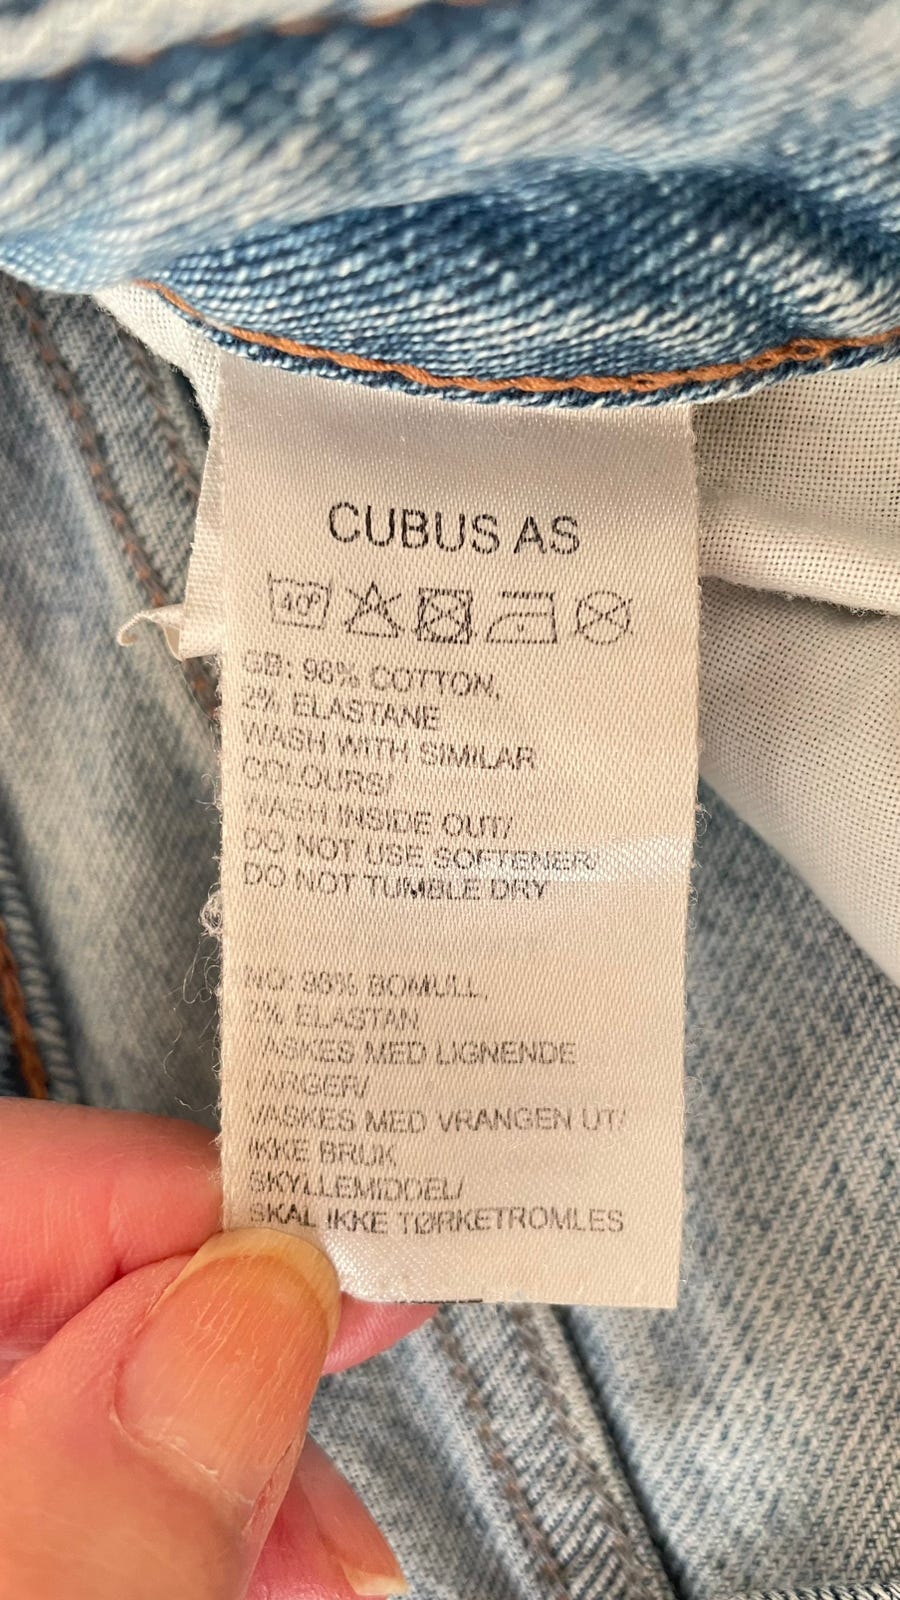 CUBUS AS
40°
GB: 98% COTTON,
2% ELASTANE
WASH WITH SIMILAR
COLOURS/
WASH INSIDE OUT/
DO NOT USE SOFTENER/
DO NOT TUMBLE DRY
NO: 98% BOMULL,
2% ELASTAN
VASKES MED LIGNENDE
FARGER/
VASKES MED VRANGEN UT/
IKKE BRUK
SKYLLEMIDDEL/
SKAL IKKE TØRKETROMLES